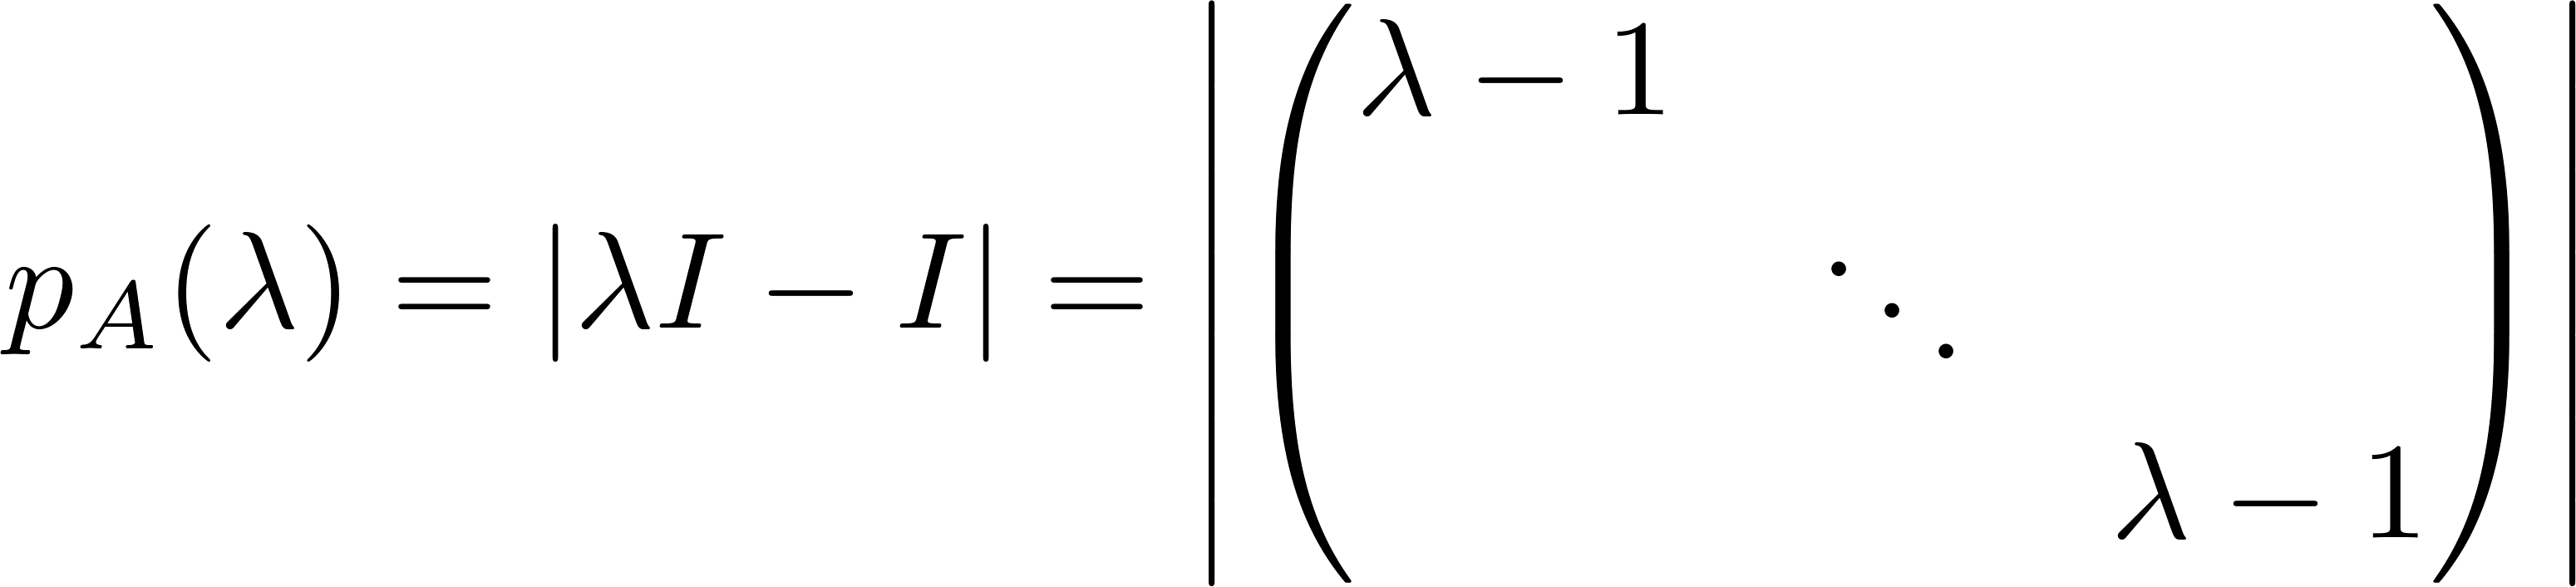 $p_A(\lambda) = |\lambda I - I| = \left| \begin{pmatrix} \lambda - 1 & & \\ & \ddots & \\ & & \lambda - 1 \end{pmatrix} \right|$